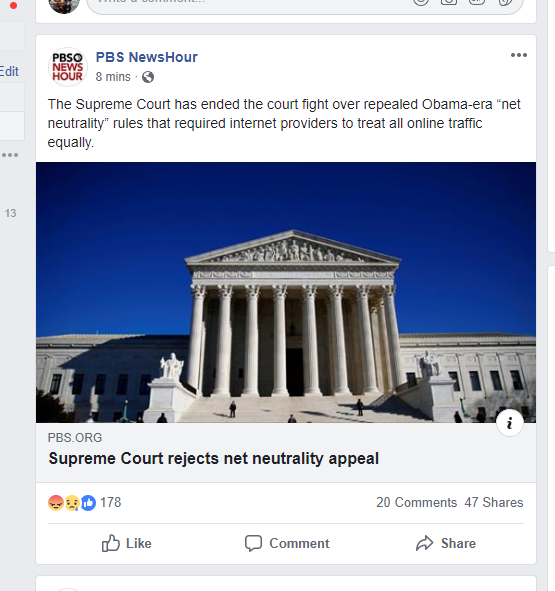 Write a comment...
Edit
13
PBS
NEWS
HOUR
PBS NewsHour
8 mins ·
The Supreme Court has ended the court fight over repealed Obama-era “net
neutrality” rules that required internet providers to treat all online traffic
equally.
i
PBS.ORG
Supreme Court rejects net neutrality appeal
178
20 Comments 47 Shares
Like Comment Share